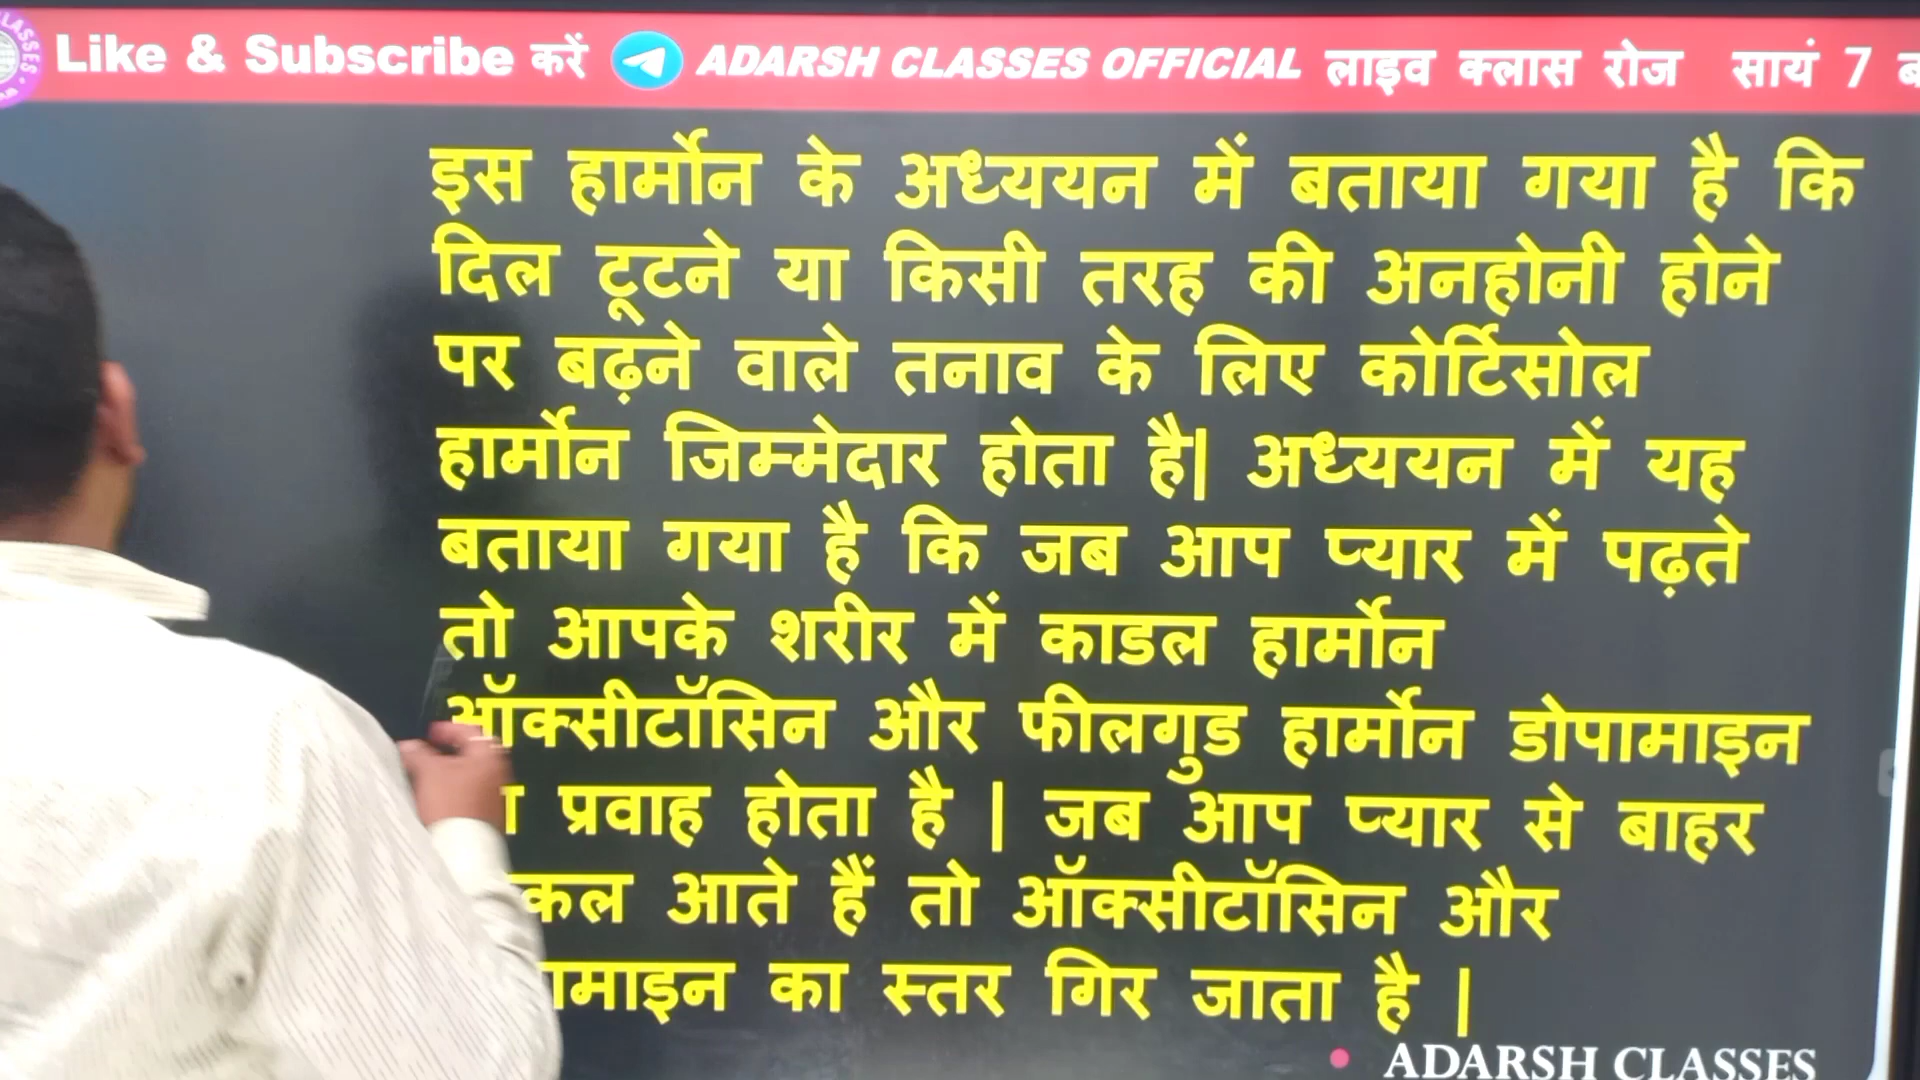 Like & Subscribe करें ADARSH CLASSES OFFICIAL लाइव क्लास रोज सायं 7
CLASSES
इस हार्मोन के अध्ययन में बताया गया है कि
दिल टूटने या किसी तरह की अनहोनी होने
पर बढ़ने वाले तनाव के लिए कोर्टिसोल
हार्मोन जिम्मेदार होता है| अध्ययन में यह
बताया गया है कि जब आप प्यार में पढ़ते
तो आपके शरीर में काडल हार्मोन
ऑक्सीटॉसिन और फीलगुड हार्मोन डोपामाइन
प्रवाह होता है | जब आप प्यार से बाहर
आते हैं तो ऑक्सीटॉसिन और
का स्तर गिर जाता है |
• ADARSH CLASSES